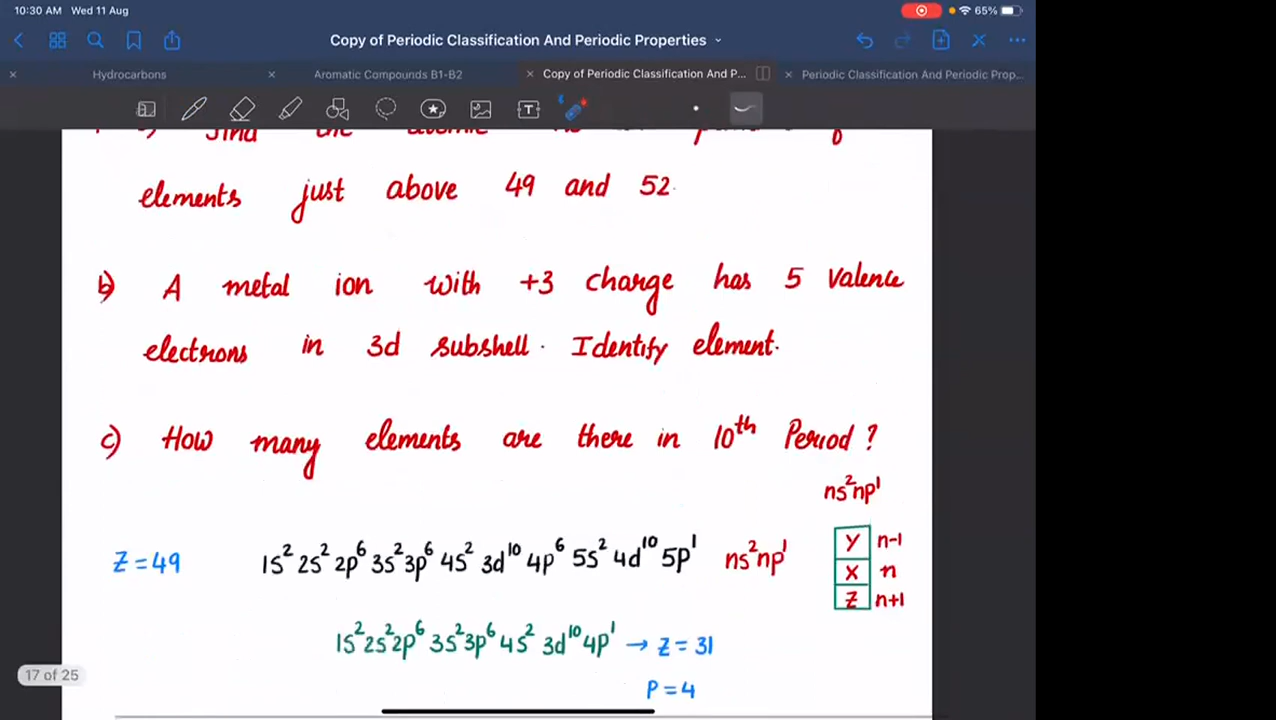 10:30 AM Wed 11 Aug
65%
Copy of Periodic Classification And Periodic Properties
Hydrocarbons
Aromatic Compounds B1-B2
Copy of Periodic Classification And P...
Periodic Classification And Periodic Prop...
find the atomic
elements just above 49 and 52.
b) A metal ion with +3 charge has 5 valence
electrons in 3d subshell. Identify element.
c) How many elements are there in 10th Period ?
ns²np¹
Z = 49 1s² 2s² 2p⁶ 3s² 3p⁶ 4s² 3d¹⁰ 4p⁶ 5s² 4d¹⁰ 5p¹ ns²np¹
Y n-1
X n
Z n+1
1s² 2s² 2p⁶ 3s² 3p⁶ 4s² 3d¹⁰ 4p¹ → Z = 31
P = 4
17 of 25